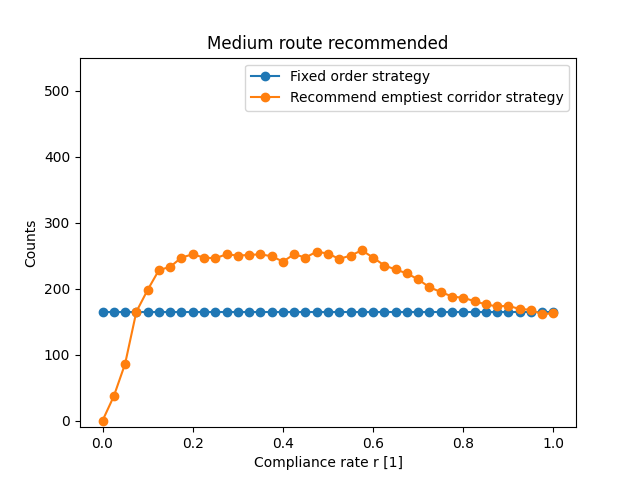 Medium route recommended
Fixed order strategy
Recommend emptiest corridor strategy
Counts
500
400
300
200
100
0
0.0 0.2 0.4 0.6 0.8 1.0
Compliance rate r [1]